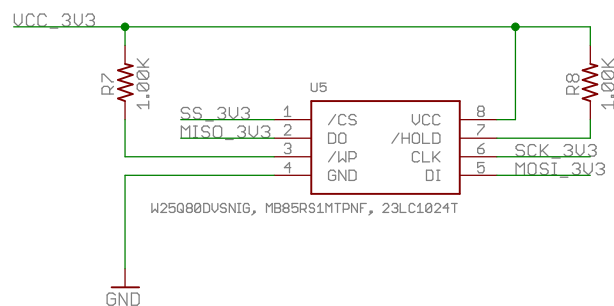 VCC_3V3
R7
1.00K
R8
1.00K
U5
SS_3V3 1 /CS VCC 8
MISO_3V3 2 DO /HOLD 7
3 /WP CLK 6 SCK_3V3
4 GND DI 5 MOSI_3V3
W25Q80DVSNIG, MB85RS1MTPNF, 23LC1024T
GND